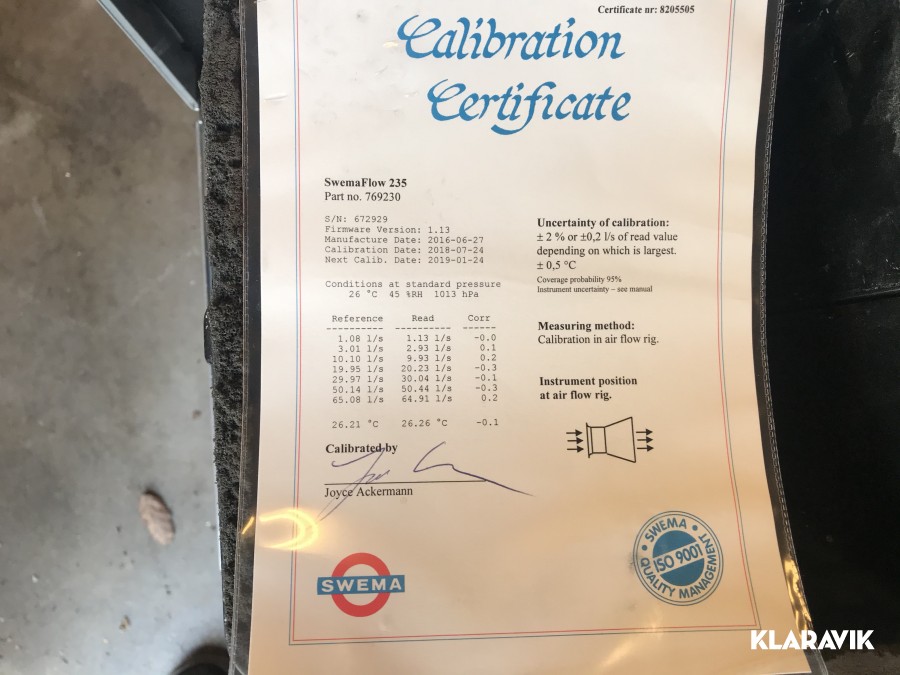 Certificate nr: 8205505
Calibration
Certificate
SwemaFlow 235
Part no. 769230
S/N: 672929
Firmware Version: 1.13
Manufacture Date: 2016-06-27
Calibration Date: 2018-07-24
Next Calib. Date: 2019-01-24
Conditions at standard pressure
26 °C 45 %RH 1013 hPa
Reference Read Corr
---------- ---------- ------
1.08 l/s 1.13 l/s -0.0
3.01 l/s 2.93 l/s 0.1
10.10 l/s 9.93 l/s 0.2
19.95 l/s 20.23 l/s -0.3
29.97 l/s 30.04 l/s -0.1
50.14 l/s 50.44 l/s -0.3
65.08 l/s 64.91 l/s 0.2
26.21 °C 26.26 °C -0.1
Calibrated by
Joyce Ackermann
Uncertainty of calibration:
± 2 % or ±0,2 l/s of read value
depending on which is largest.
± 0,5 °C
Coverage probability 95%
Instrument uncertainty – see manual
Measuring method:
Calibration in air flow rig.
Instrument position
at air flow rig.
SWEMA
SWEMA
ISO 9001
QUALITY MANAGEMENT
KLARAVIK